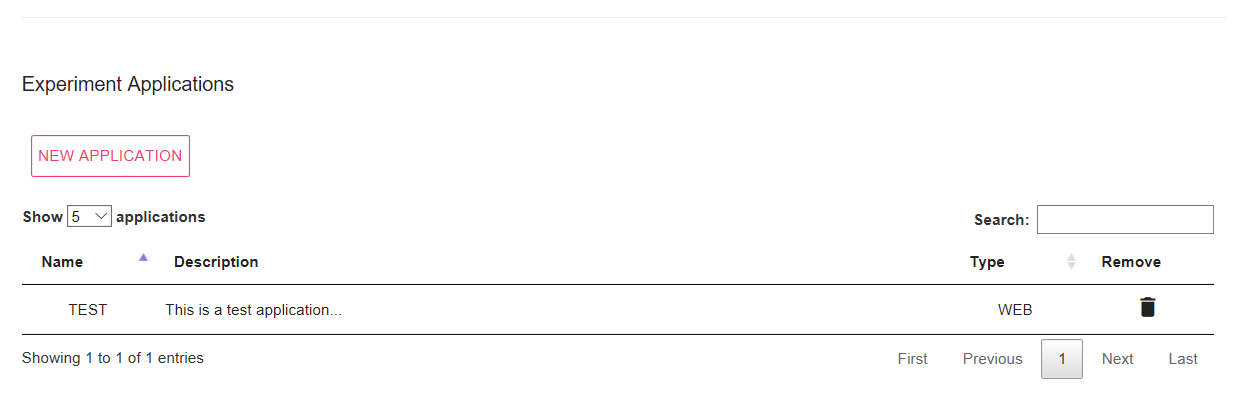 Experiment Applications
NEW APPLICATION
Show 5 applications
Search:
Name Description Type Remove
TEST This is a test application... WEB
Showing 1 to 1 of 1 entries
First Previous 1 Next Last